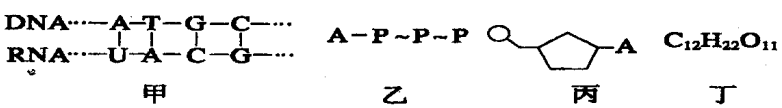 DNA···A-T-G-C···
RNA···U-A-C-G···
A-P~P~P
A
C₁₂H₂₂O₁₁
甲 乙 丙 丁